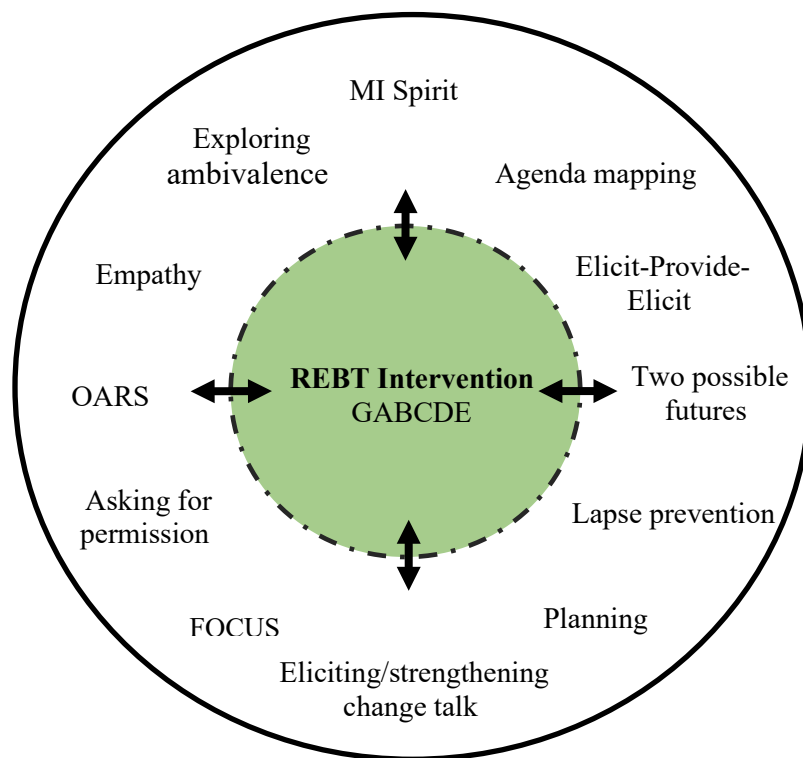 MI Spirit
Exploring
ambivalence
Agenda mapping
Empathy
Elicit-Provide-
Elicit
REBT Intervention
GABCDE
OARS
Two possible
futures
Asking for
permission
Lapse prevention
FOCUS
Planning
Eliciting/strengthening
change talk